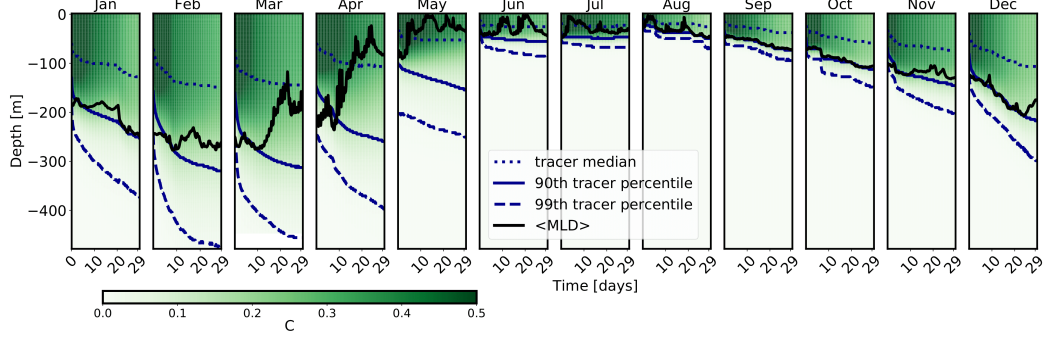 Jan Feb Mar Apr May Jun Jul Aug Sep Oct Nov Dec
0
−100
−200
−300
−400
Depth [m]
tracer median
90th tracer percentile
99th tracer percentile
<MLD>
0 10 20 29 10 20 29 10 20 29 10 20 29 10 20 29 10 20 29 10 20 29 10 20 29 10 20 29 10 20 29 10 20 29 10 20 29
Time [days]
0.0 0.1 0.2 0.3 0.4 0.5
C